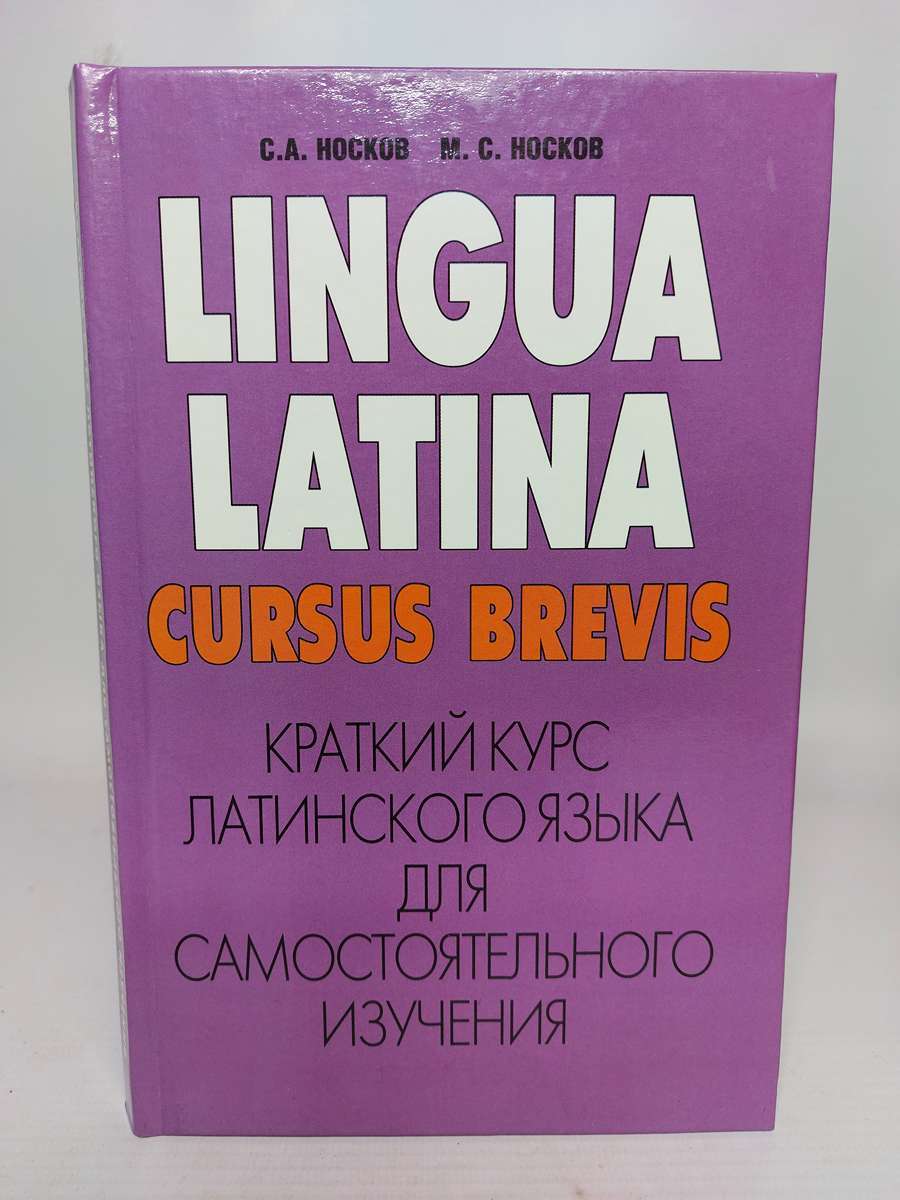 С.А. НОСКОВ М. С. НОСКОВ
LINGUA
LATINA
CURSUS BREVIS
КРАТКИЙ КУРС
ЛАТИНСКОГО ЯЗЫКА
ДЛЯ
САМОСТОЯТЕЛЬНОГО
ИЗУЧЕНИЯ